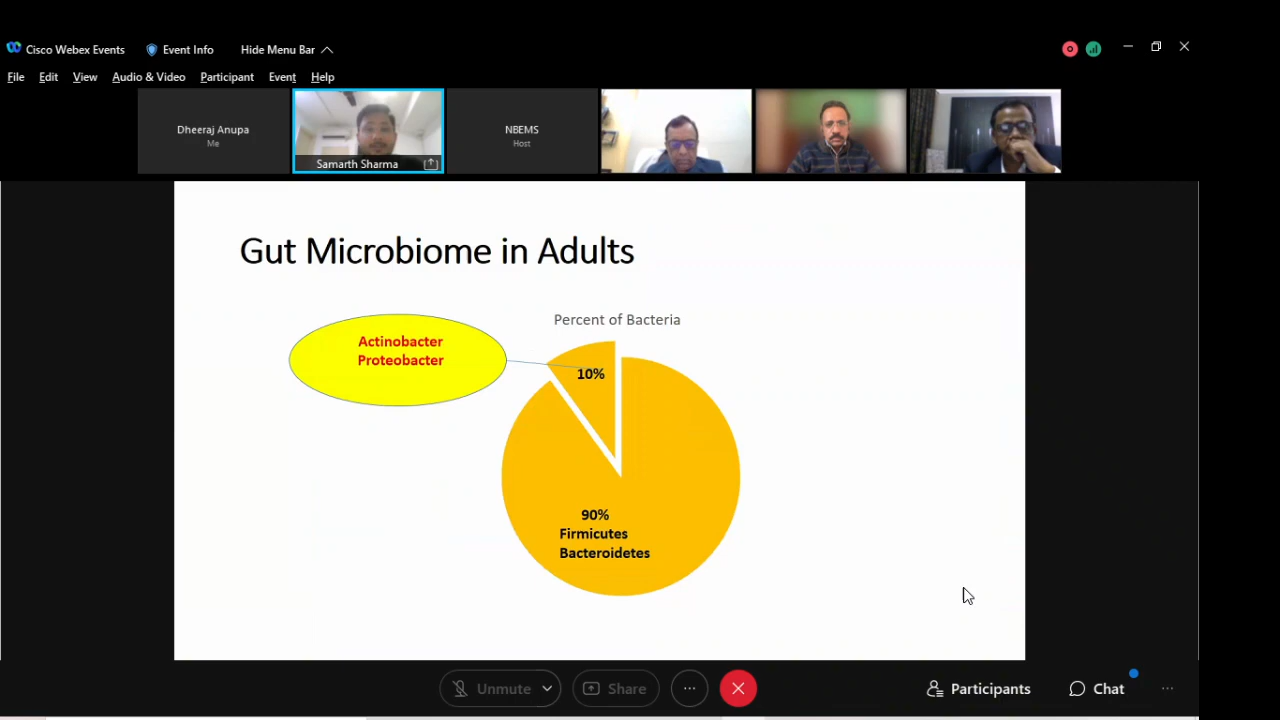 Cisco Webex Events
Event Info
Hide Menu Bar
File Edit View Audio & Video Participant Event Help
Dheeraj Anupa
Me
Samarth Sharma
NBEMS
Host
Gut Microbiome in Adults
Percent of Bacteria
Actinobacter
Proteobacter
10%
90%
Firmicutes
Bacteroidetes
Unmute
Share
Participants
Chat